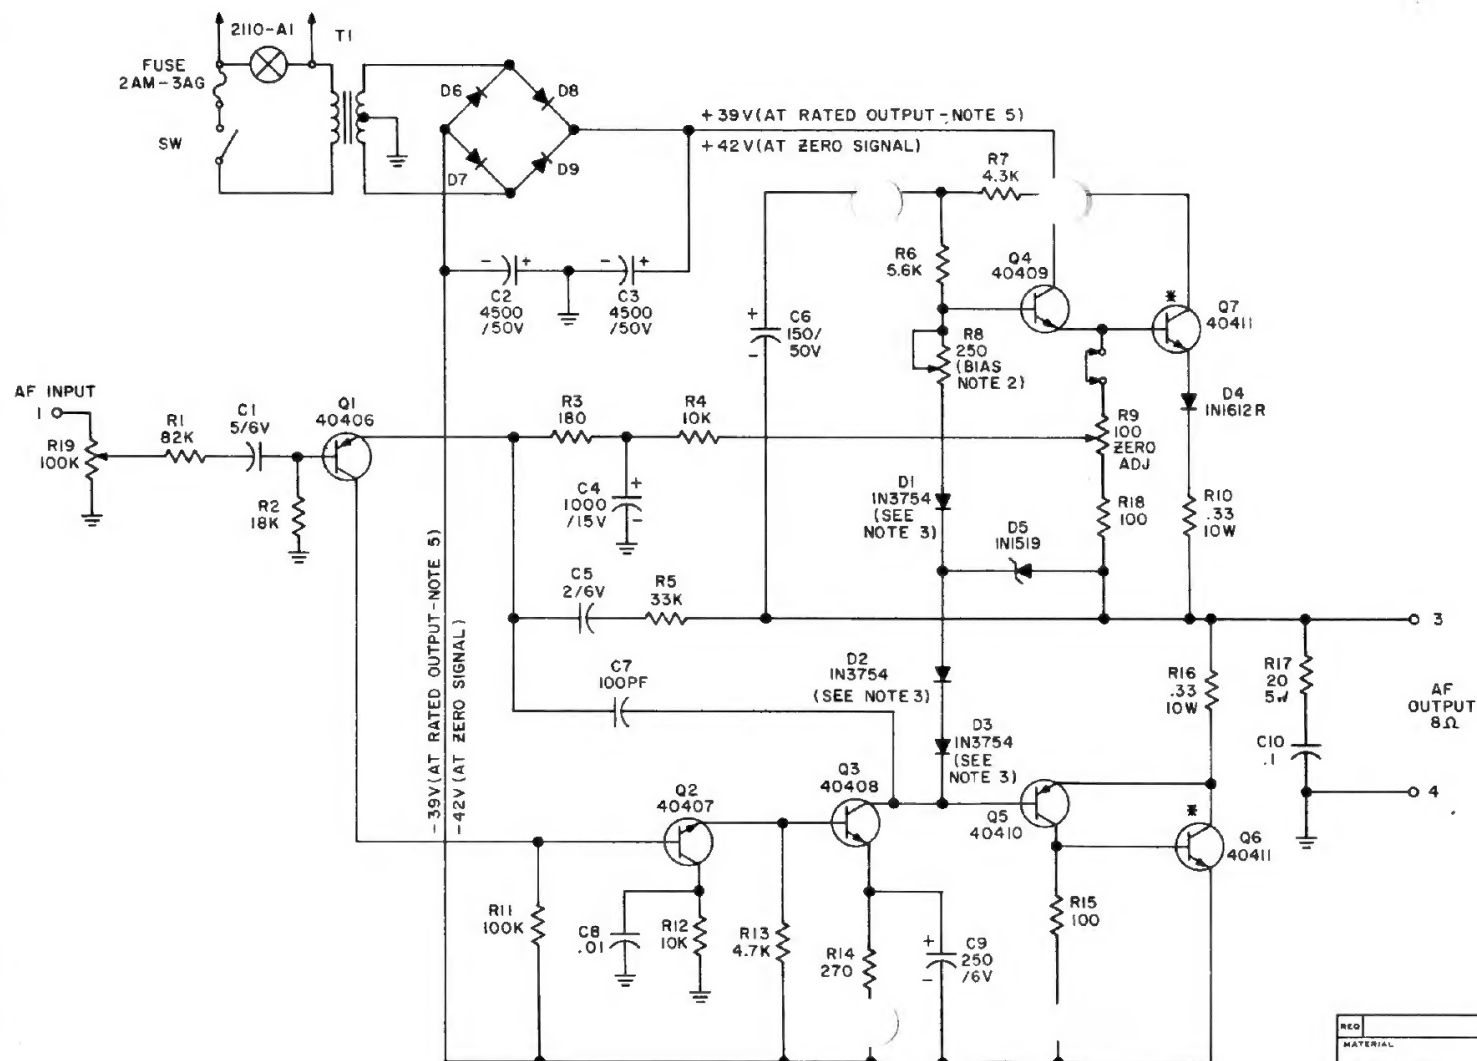 2110-A1
T1
FUSE
2AM-3AG
SW
D6
D8
D7
D9
+39V(AT RATED OUTPUT-NOTE 5)
+42V(AT ZERO SIGNAL)
R7
4.3K
R6
5.6K
Q4
40409
*
Q7
40411
C2
4500
/50V
C3
4500
/50V
C6
150/
50V
R8
250
(BIAS
NOTE 2)
D4
IN1612R
AF INPUT
1
R19
100K
R1
82K
C1
5/6V
Q1
40406
R2
18K
R3
180
R4
10K
C4
1000
/15V
R9
100
ZERO
ADJ
D1
IN3754
(SEE
NOTE 3)
R18
100
R10
.33
10W
D5
IN1519
C5
2/6V
R5
33K
3
-39V(AT RATED OUTPUT-NOTE 5)
-42V(AT ZERO SIGNAL)
C7
100PF
D2
IN3754
(SEE NOTE 3)
R16
.33
10W
R17
20
5W
AF
OUTPUT
8Ω
D3
IN3754
(SEE
NOTE 3)
C10
.1
4
Q2
40407
Q3
40408
Q5
40410
*
Q6
40411
R11
100K
C8
.01
R12
10K
R13
4.7K
R14
270
C9
250
/6V
R15
100
REQ
MATERIAL